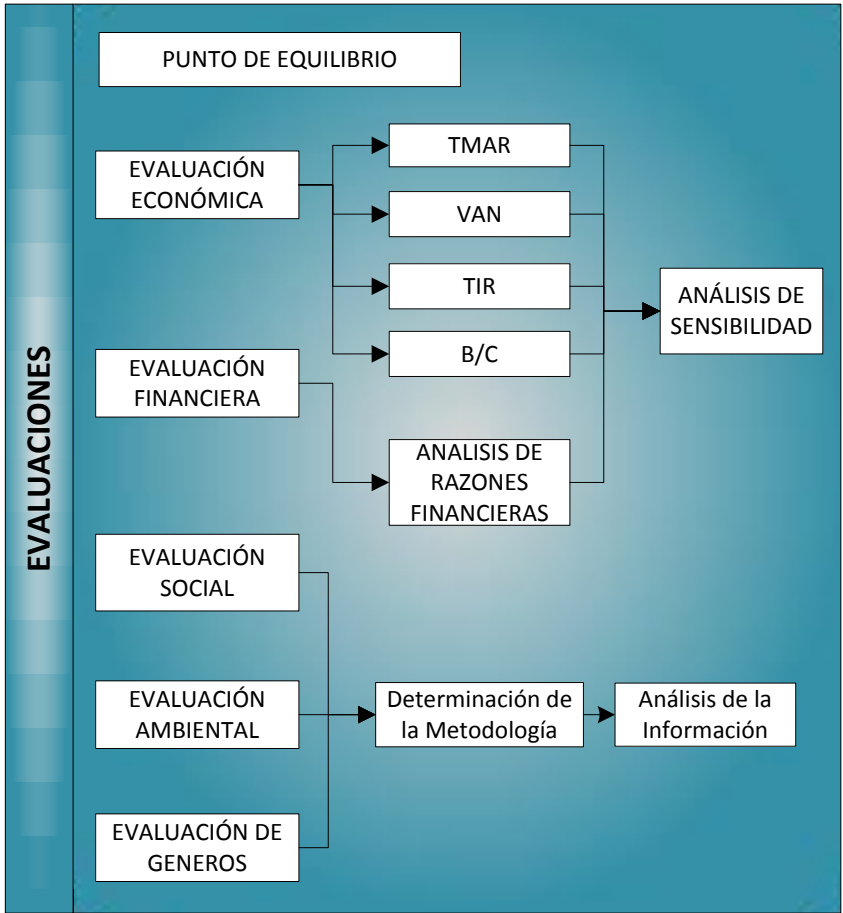 EVALUACIONES
PUNTO DE EQUILIBRIO
EVALUACIÓN
ECONÓMICA
TMAR
VAN
TIR
B/C
ANÁLISIS DE
SENSIBILIDAD
EVALUACIÓN
FINANCIERA
ANALISIS DE
RAZONES
FINANCIERAS
EVALUACIÓN
SOCIAL
EVALUACIÓN
AMBIENTAL
EVALUACIÓN DE
GENEROS
Determinación de
la Metodología
Análisis de la
Información